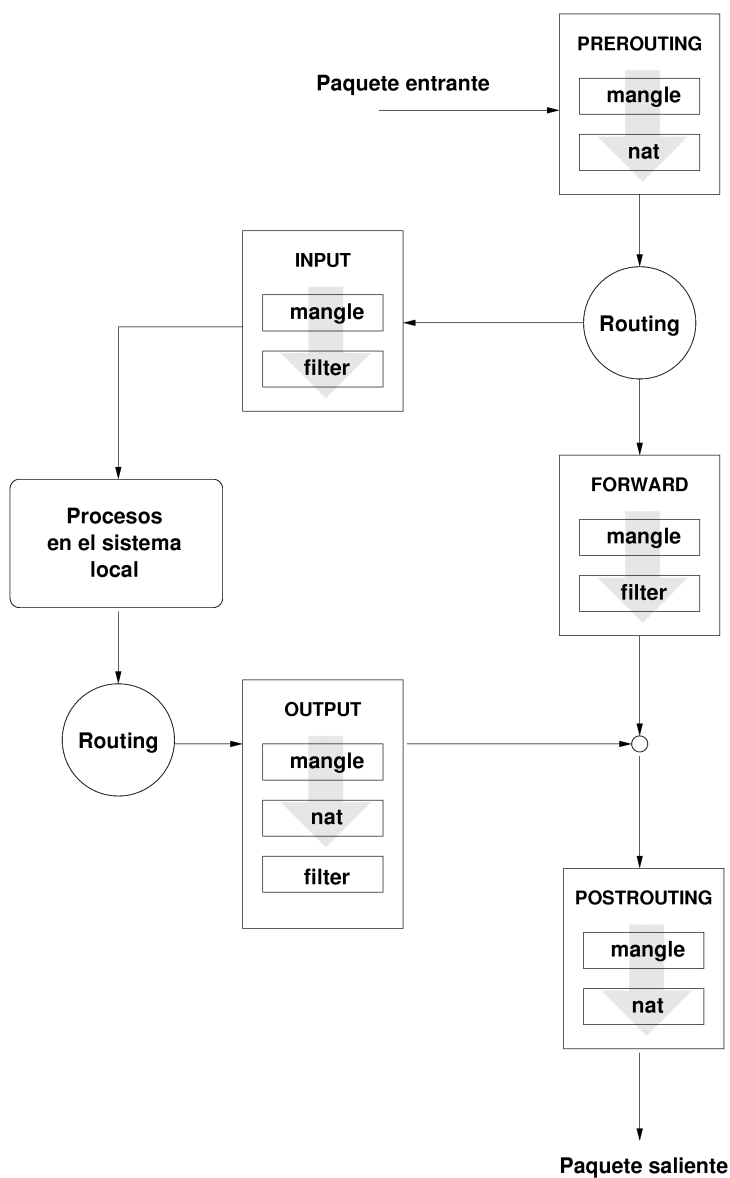 PREROUTING
Paquete entrante
mangle
nat
INPUT
mangle
filter
Routing
FORWARD
mangle
filter
Procesos
en el sistema
local
Routing
OUTPUT
mangle
nat
filter
POSTROUTING
mangle
nat
Paquete saliente